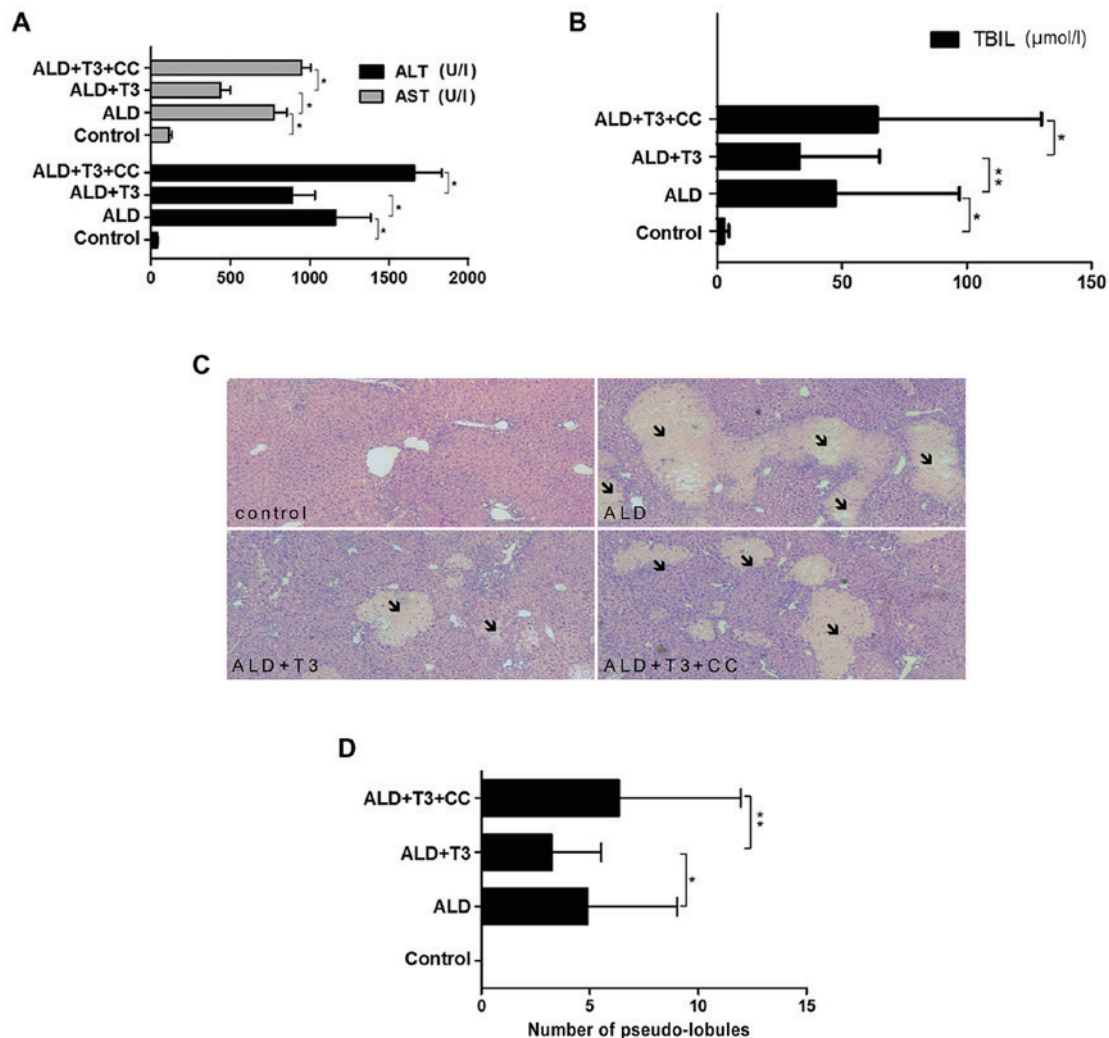 A
ALD+T3+CC
ALD+T3
ALD
Control
ALD+T3+CC
ALD+T3
ALD
Control
0 500 1000 1500 2000
ALT (U/l)
AST (U/l)
*
*
*
*
*
*
B
TBIL (µmol/l)
ALD+T3+CC
ALD+T3
ALD
Control
0 50 100 150
*
**
*
C
control
ALD
ALD+T3
ALD+T3+CC
D
ALD+T3+CC
ALD+T3
ALD
Control
0 5 10 15
Number of pseudo-lobules
**
*